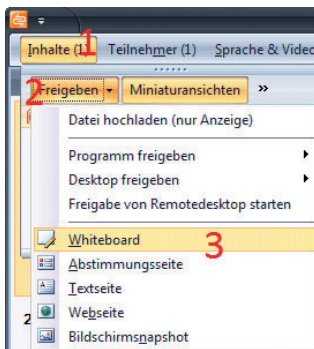 Inhalte (1) Teilnehmer (1) Sprache & Video
1
2
Freigeben Miniaturansichten »
Datei hochladen (nur Anzeige)
Programm freigeben
Desktop freigeben
Freigabe von Remotedesktop starten
Whiteboard 3
Abstimmungsseite
Textseite
2
Webseite
Bildschirmsnapshot